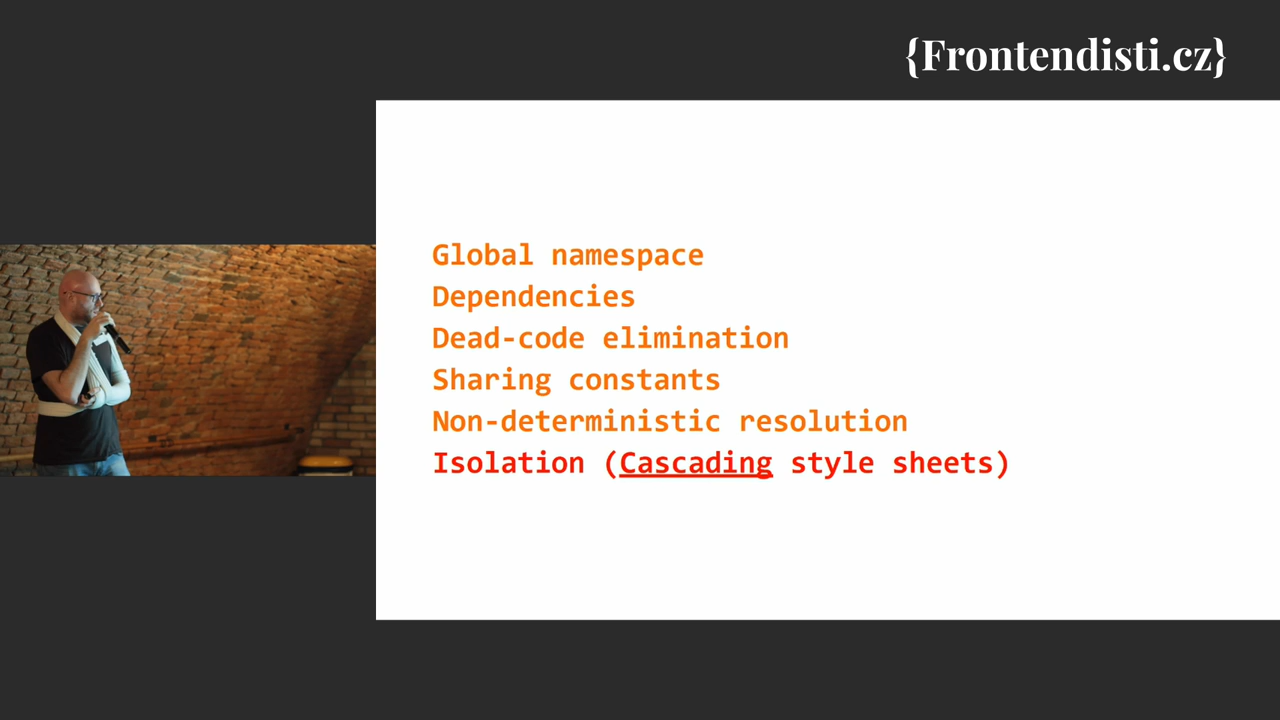 {Frontendisti.cz}
Global namespace
Dependencies
Dead-code elimination
Sharing constants
Non-deterministic resolution
Isolation (Cascading style sheets)